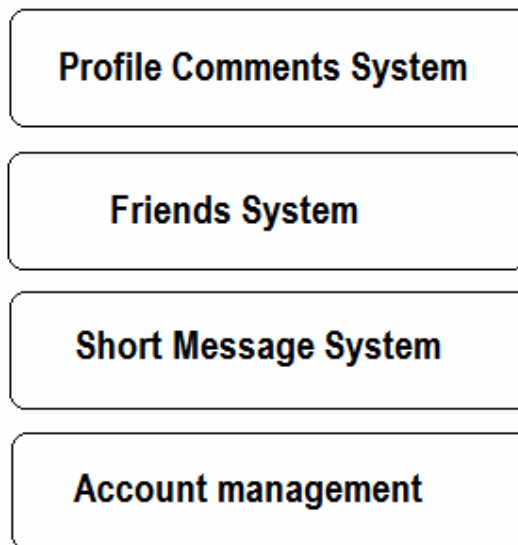 Profile Comments System
Friends System
Short Message System
Account management